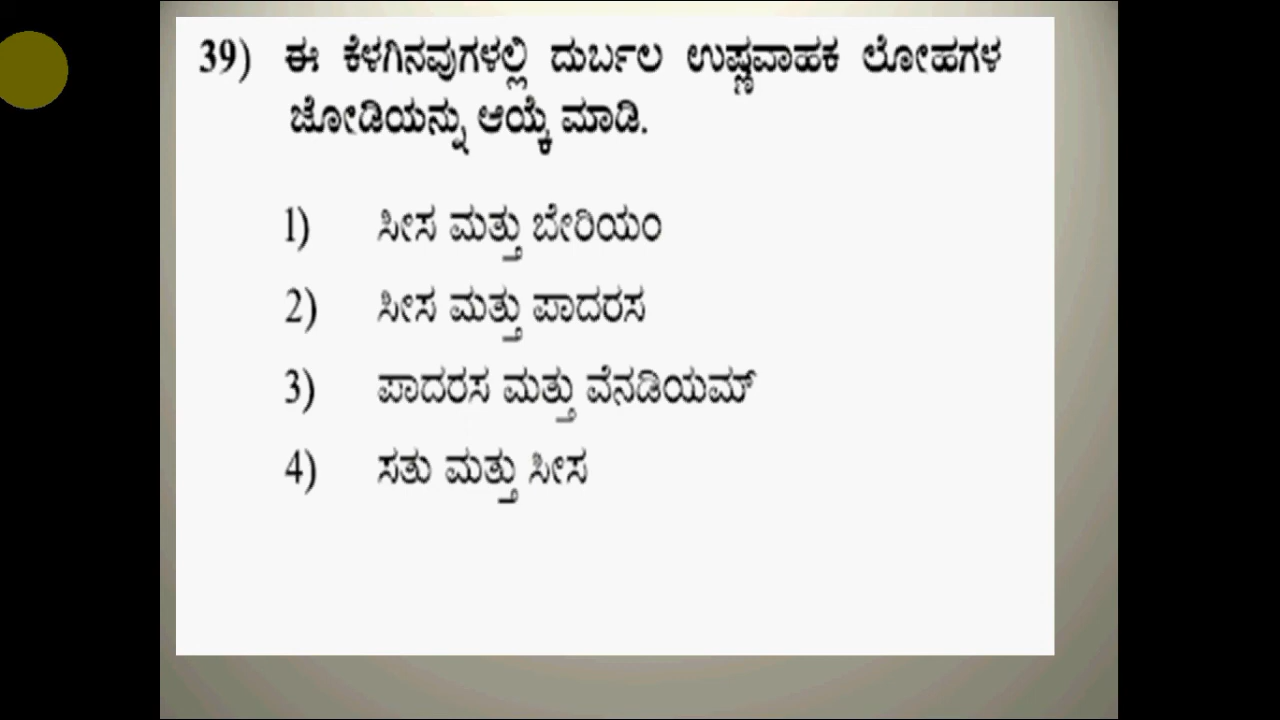 39) ಈ ಕೆಳಗಿನವುಗಳಲ್ಲಿ ದುರ್ಬಲ ಉಷ್ಣವಾಹಕ ಲೋಹಗಳ
ಜೋಡಿಯನ್ನು ಆಯ್ಕೆ ಮಾಡಿ.
1) ಸೀಸ ಮತ್ತು ಬೇರಿಯಂ
2) ಸೀಸ ಮತ್ತು ಪಾದರಸ
3) ಪಾದರಸ ಮತ್ತು ವೆನಡಿಯಮ್
4) ಸತು ಮತ್ತು ಸೀಸ